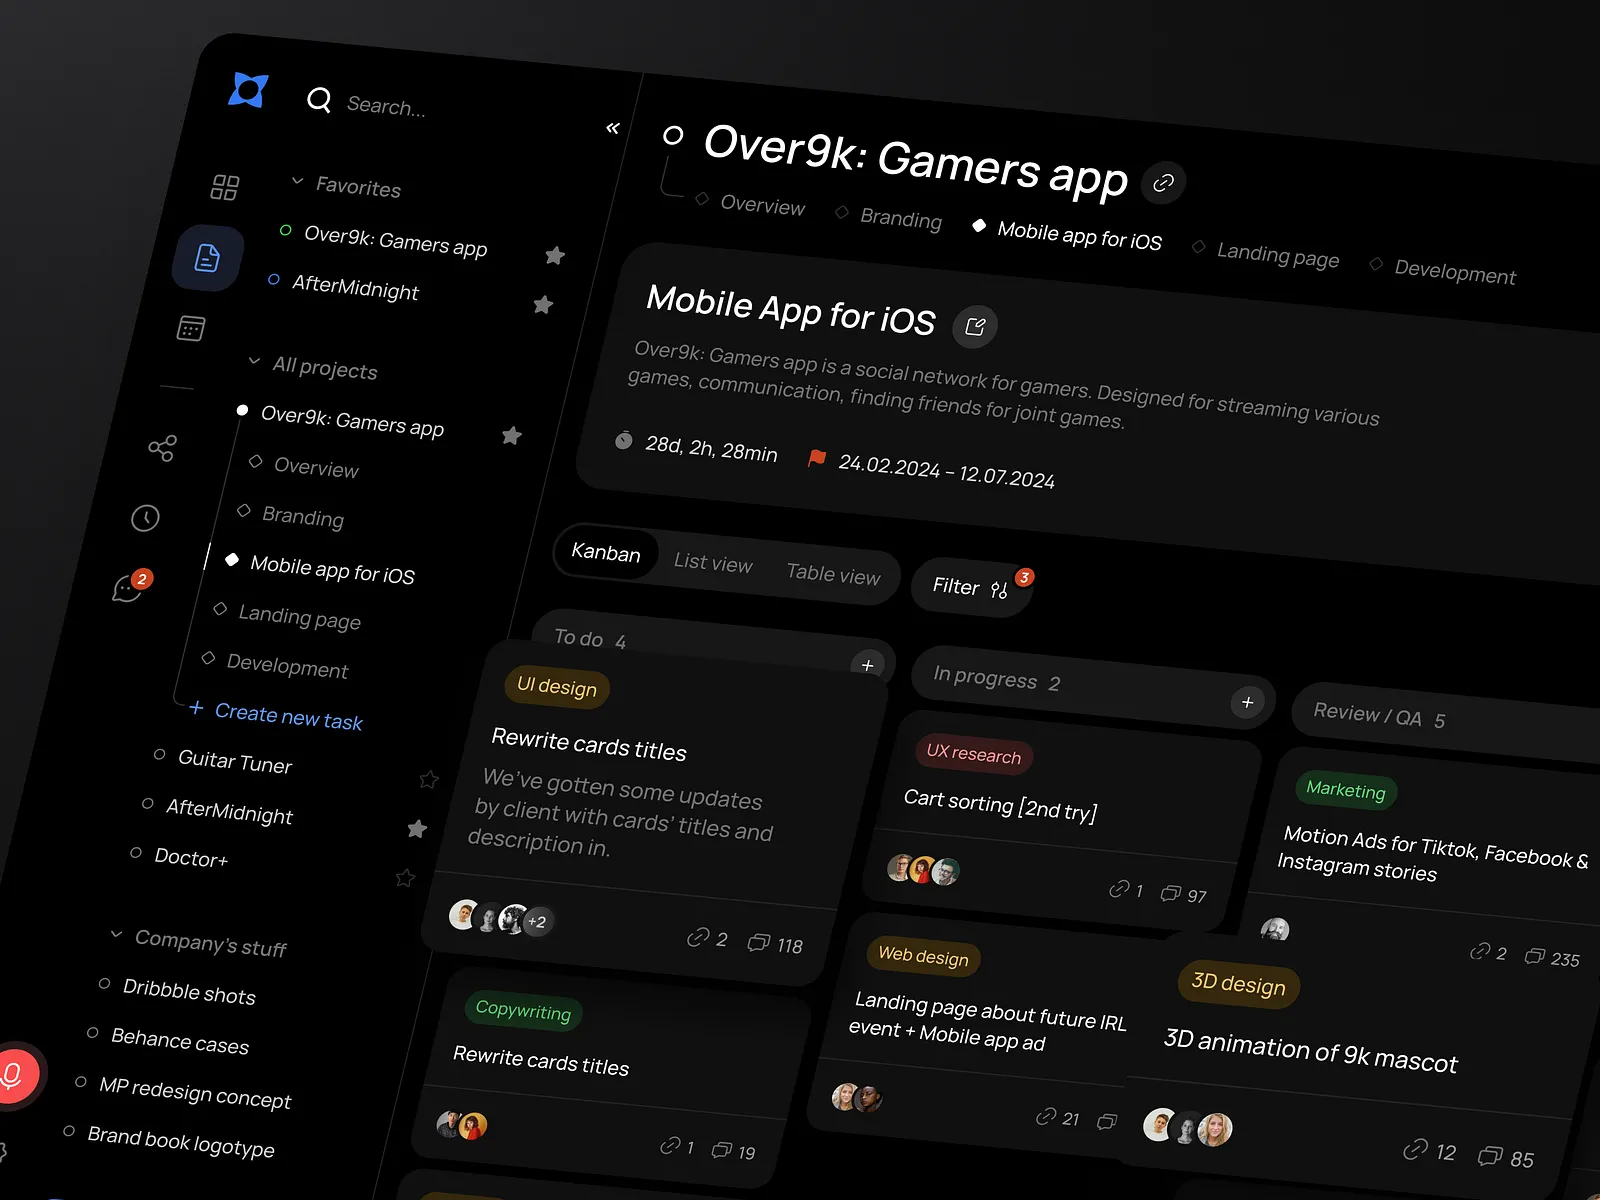 Search...
Favorites
Over9k: Gamers app
AfterMidnight
All projects
Over9k: Gamers app
Overview
Branding
Mobile app for iOS
Landing page
Development
+ Create new task
Guitar Tuner
AfterMidnight
Doctor+
Company's stuff
Dribbble shots
Behance cases
MP redesign concept
Brand book logotype
2
Over9k: Gamers app
Overview
Branding
Mobile app for iOS
Landing page
Development
Mobile App for iOS
Over9k: Gamers app is a social network for gamers. Designed for streaming various
games, communication, finding friends for joint games.
28d, 2h, 28min
24.02.2024 – 12.07.2024
Kanban
List view
Table view
Filter
3
To do 4
UI design
Rewrite cards titles
We've gotten some updates
by client with cards' titles and
description in.
+2
2
118
Copywriting
Rewrite cards titles
1
19
In progress 2
UX research
Cart sorting [2nd try]
1
97
Web design
Landing page about future IRL
event + Mobile app ad
21
Review / QA 5
Marketing
Motion Ads for Tiktok, Facebook &
Instagram stories
2
235
3D design
3D animation of 9k mascot
12
85